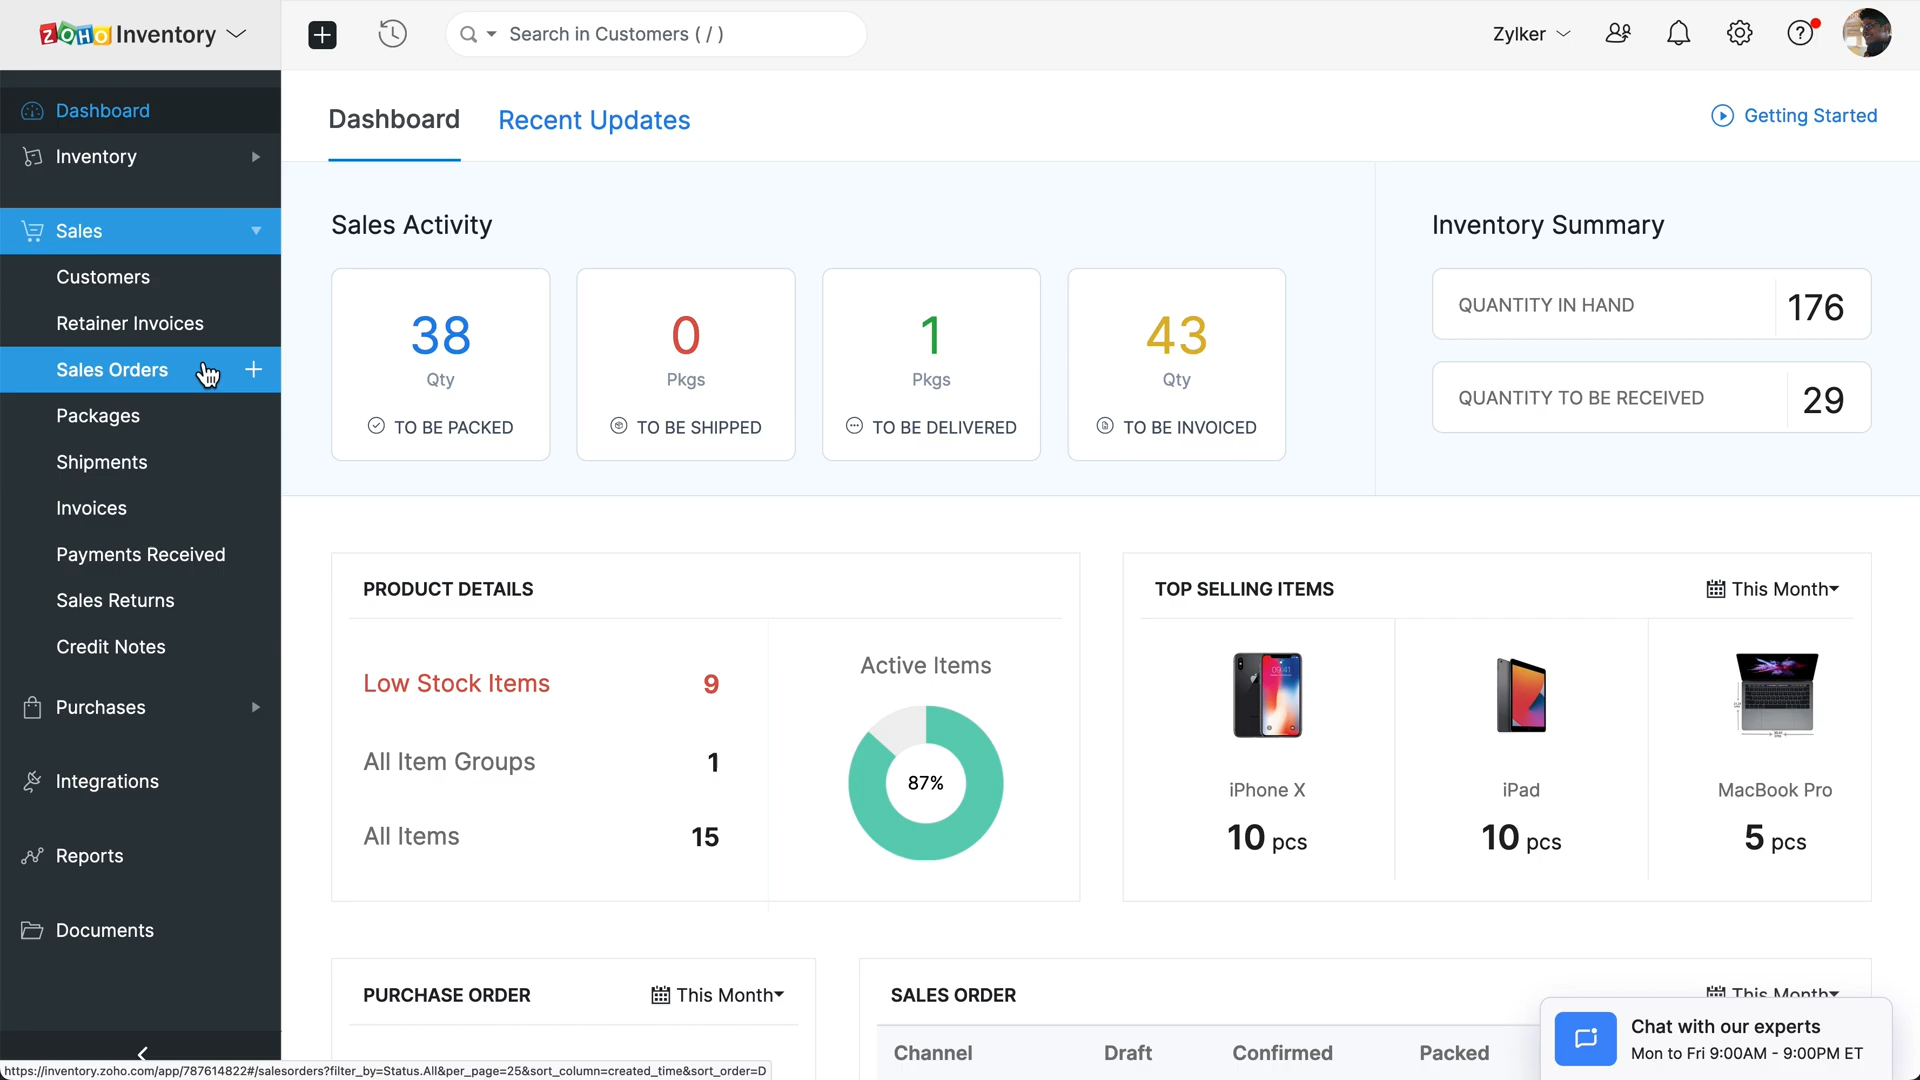 ZOHO Inventory
Search in Customers ( / )
Zylker
Dashboard
Inventory
Sales
Customers
Retainer Invoices
Sales Orders
Packages
Shipments
Invoices
Payments Received
Sales Returns
Credit Notes
Purchases
Integrations
Reports
Documents
Dashboard
Recent Updates
Getting Started
Sales Activity
38
Qty
TO BE PACKED
0
Pkgs
TO BE SHIPPED
1
Pkgs
TO BE DELIVERED
43
Qty
TO BE INVOICED
Inventory Summary
QUANTITY IN HAND 176
QUANTITY TO BE RECEIVED 29
PRODUCT DETAILS
Low Stock Items 9
All Item Groups 1
All Items 15
Active Items
87%
TOP SELLING ITEMS
This Month
iPhone X
10 pcs
iPad
10 pcs
MacBook Pro
5 pcs
PURCHASE ORDER
This Month
SALES ORDER
This Month
Channel Draft Confirmed Packed
Chat with our experts
Mon to Fri 9:00AM - 9:00PM ET
https://inventory.zoho.com/app/787614822#/salesorders?filter_by=Status.All&per_page=25&sort_column=created_time&sort_order=D